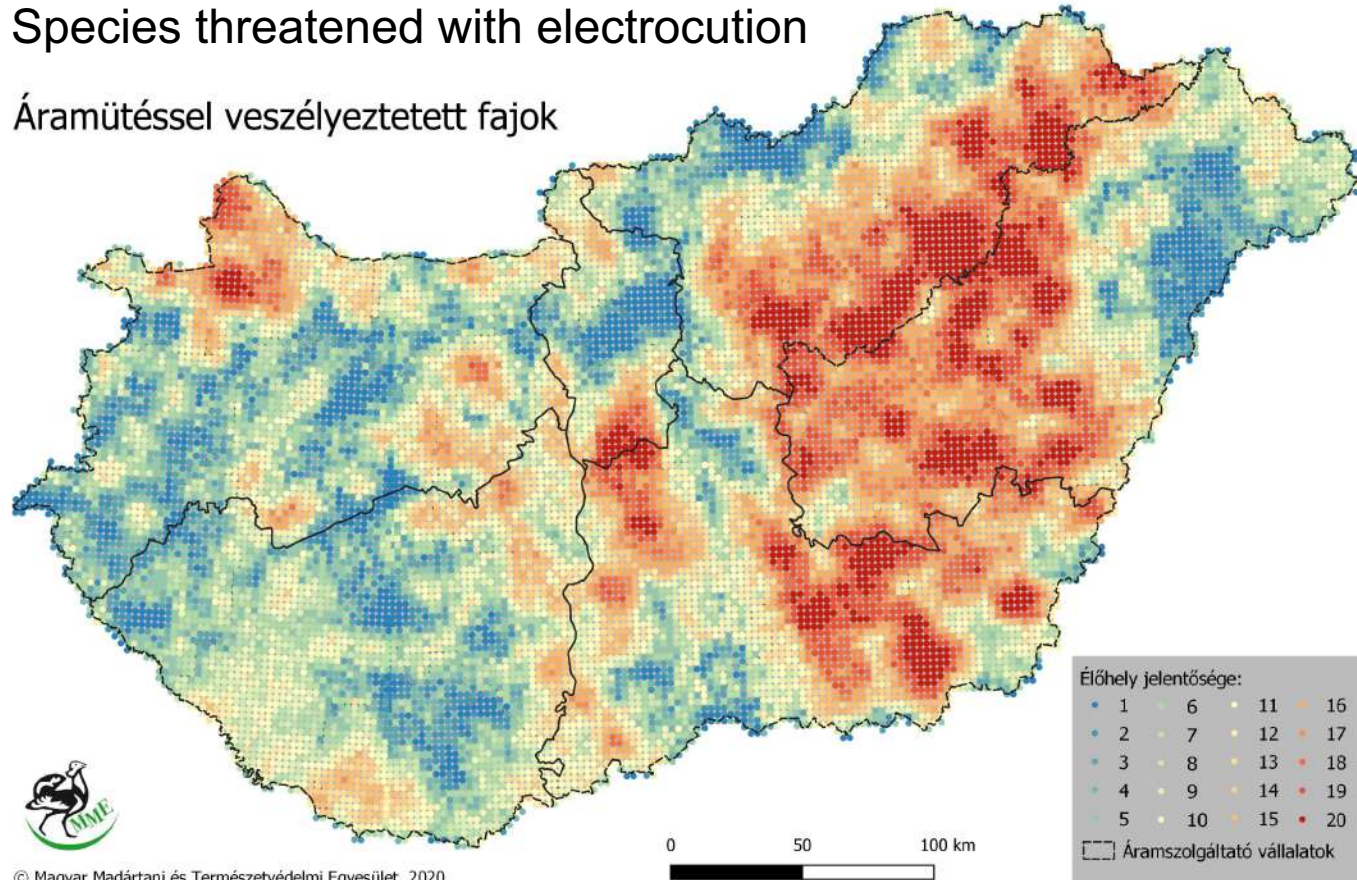 Species threatened with electrocution
Áramütéssel veszélyeztetett fajok
MME
© Magyar Madártani és Természetvédelmi Egyesület, 2020
0 50 100 km
Élőhely jelentősége:
1 6 11 16
2 7 12 17
3 8 13 18
4 9 14 19
5 10 15 20
Áramszolgáltató vállalatok